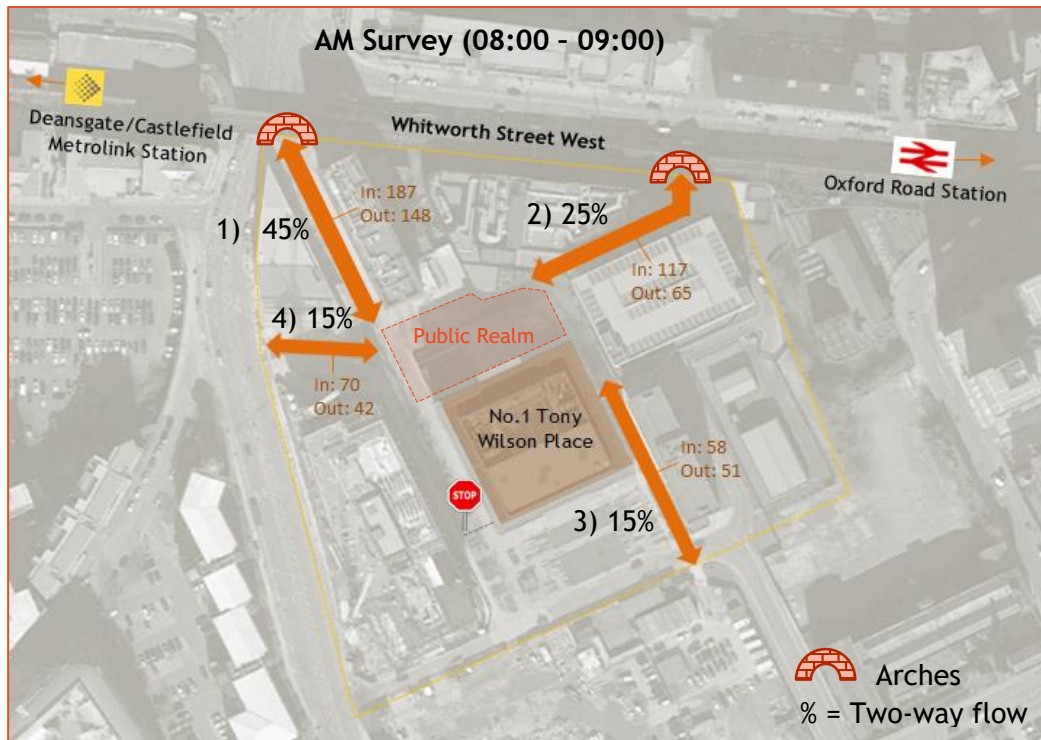 AM Survey (08:00 – 09:00)
Deansgate/Castlefield
Metrolink Station
Whitworth Street West
Oxford Road Station
In: 187
Out: 148
1) 45%
2) 25%
In: 117
Out: 65
4) 15%
Public Realm
In: 70
Out: 42
No.1 Tony
Wilson Place
In: 58
Out: 51
STOP
3) 15%
Arches
% = Two-way flow